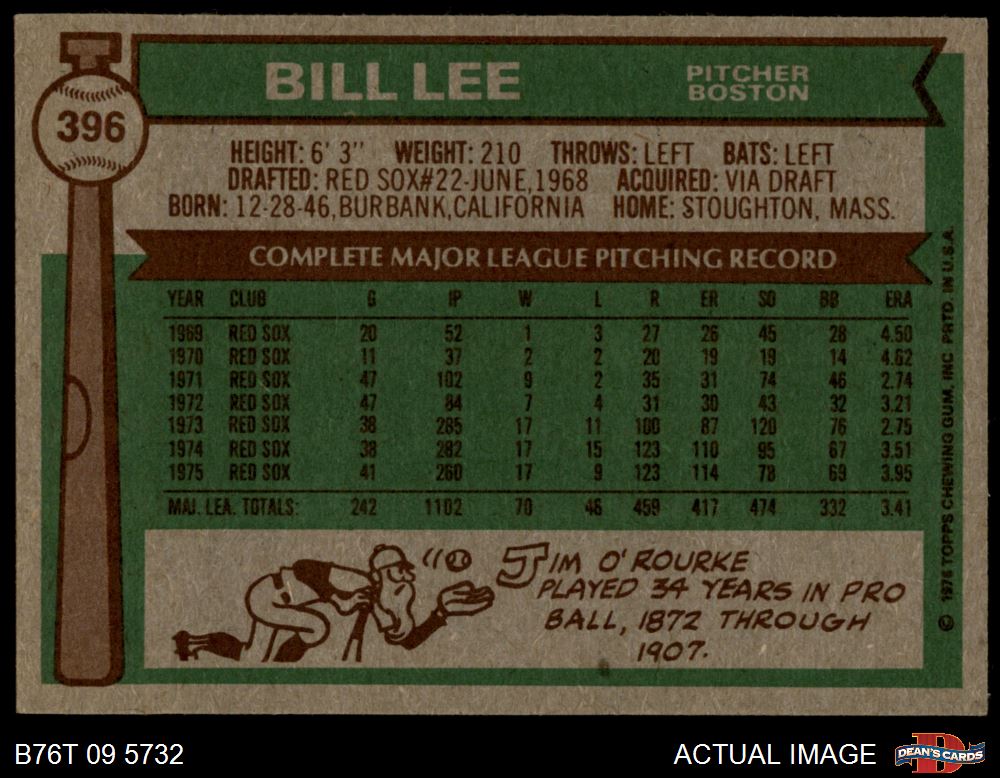 BILL LEE
PITCHER
BOSTON
396
HEIGHT: 6' 3" WEIGHT: 210 THROWS: LEFT BATS: LEFT
DRAFTED: RED SOX#22-JUNE,1968 ACQUIRED: VIA DRAFT
BORN: 12-28-46,BURBANK,CALIFORNIA HOME: STOUGHTON, MASS.
COMPLETE MAJOR LEAGUE PITCHING RECORD
YEAR CLUB G IP W L R ER SO BB ERA
1969 RED SOX 20 52 1 3 27 26 45 28 4.50
1970 RED SOX 11 37 2 2 20 19 19 14 4.62
1971 RED SOX 47 102 9 2 35 31 74 46 2.74
1972 RED SOX 47 84 7 4 31 30 43 32 3.21
1973 RED SOX 38 285 17 11 100 87 120 76 2.75
1974 RED SOX 38 282 17 15 123 110 95 67 3.51
1975 RED SOX 41 260 17 9 123 114 78 69 3.95
MAJ. LEA. TOTALS: 242 1102 70 46 459 417 474 332 3.41
JIM O'ROURKE
PLAYED 34 YEARS IN PRO
BALL, 1872 THROUGH
1907.
© 1976 TOPPS CHEWING GUM, INC. PRTD. IN U.S.A.
B76T 09 5732
ACTUAL IMAGE
DEAN'S CARDS